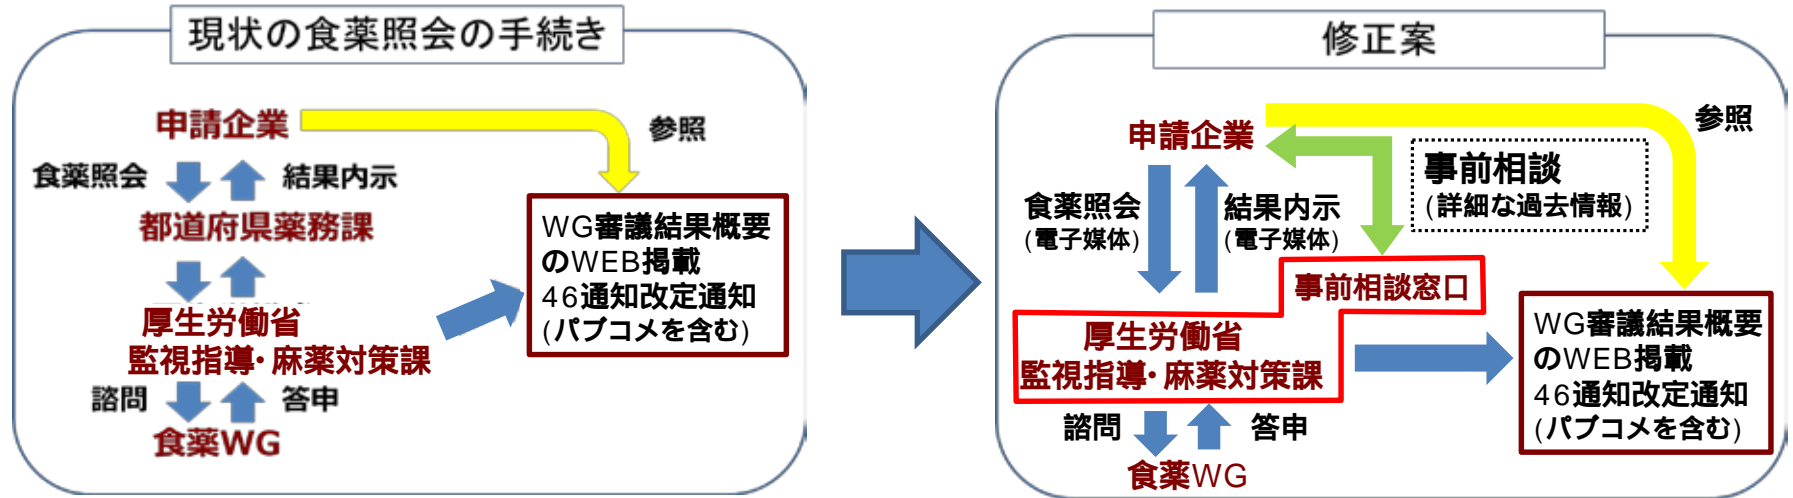 現状の食薬照会の手続き
申請企業
参照
食薬照会
結果内示
都道府県薬務課
厚生労働省
監視指導・麻薬対策課
諮問
答申
食薬WG
WG審議結果概要
のWEB掲載
46通知改定通知
(パブコメを含む)
修正案
申請企業
参照
事前相談
(詳細な過去情報)
食薬照会
(電子媒体)
結果内示
(電子媒体)
事前相談窓口
厚生労働省
監視指導・麻薬対策課
諮問
答申
食薬WG
WG審議結果概要
のWEB掲載
46通知改定通知
(パブコメを含む)